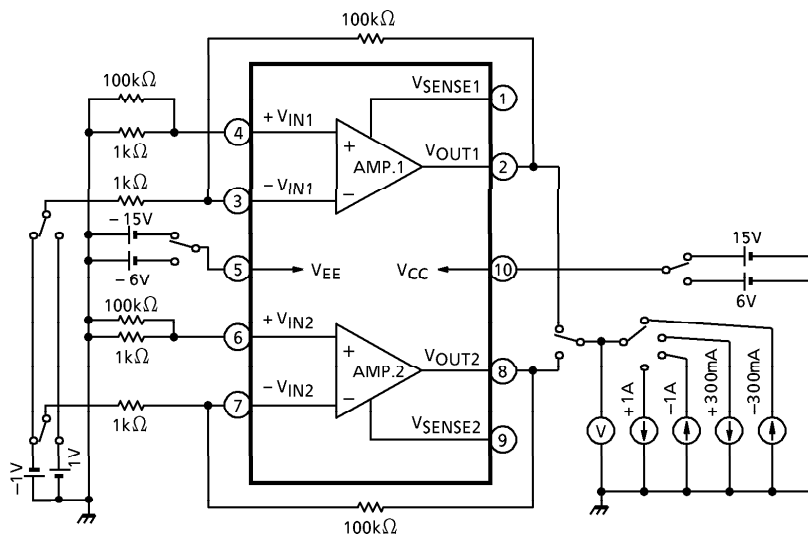 100kΩ
100kΩ
VSENSE1
1
4
+VIN1
VOUT1
2
1kΩ
+
AMP.1
−
1kΩ
3
−VIN1
−15V
15V
5
VEE
VCC
10
−6V
6V
100kΩ
6
+VIN2
VOUT2
8
1kΩ
+
AMP.2
−
+1A
−1A
+300mA
−300mA
7
−VIN2
1kΩ
VSENSE2
9
V
−1V
1V
100kΩ